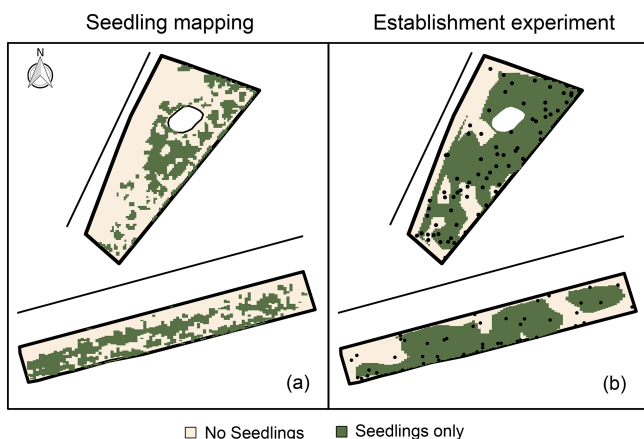 Seedling mapping
Establishment experiment
N
(a)
(b)
No Seedlings
Seedlings only